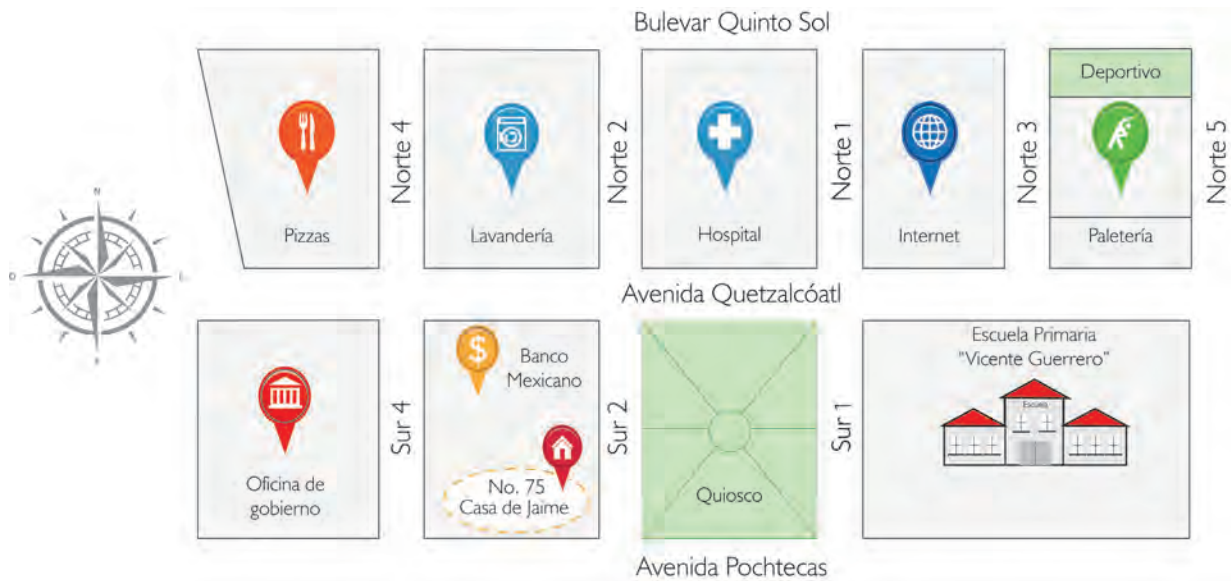 Bulevar Quinto Sol
Deportivo
Norte 4
Norte 2
Norte 1
Norte 3
Norte 5
Pizzas
Lavandería
Hospital
Internet
Paletería
N
O
Avenida Quetzalcóatl
$
Banco
Mexicano
Escuela Primaria
"Vicente Guerrero"
Escuela
Sur 4
Sur 2
Sur 1
Oficina de
gobierno
No. 75
Casa de Jaime
Quiosco
Avenida Pochtecas